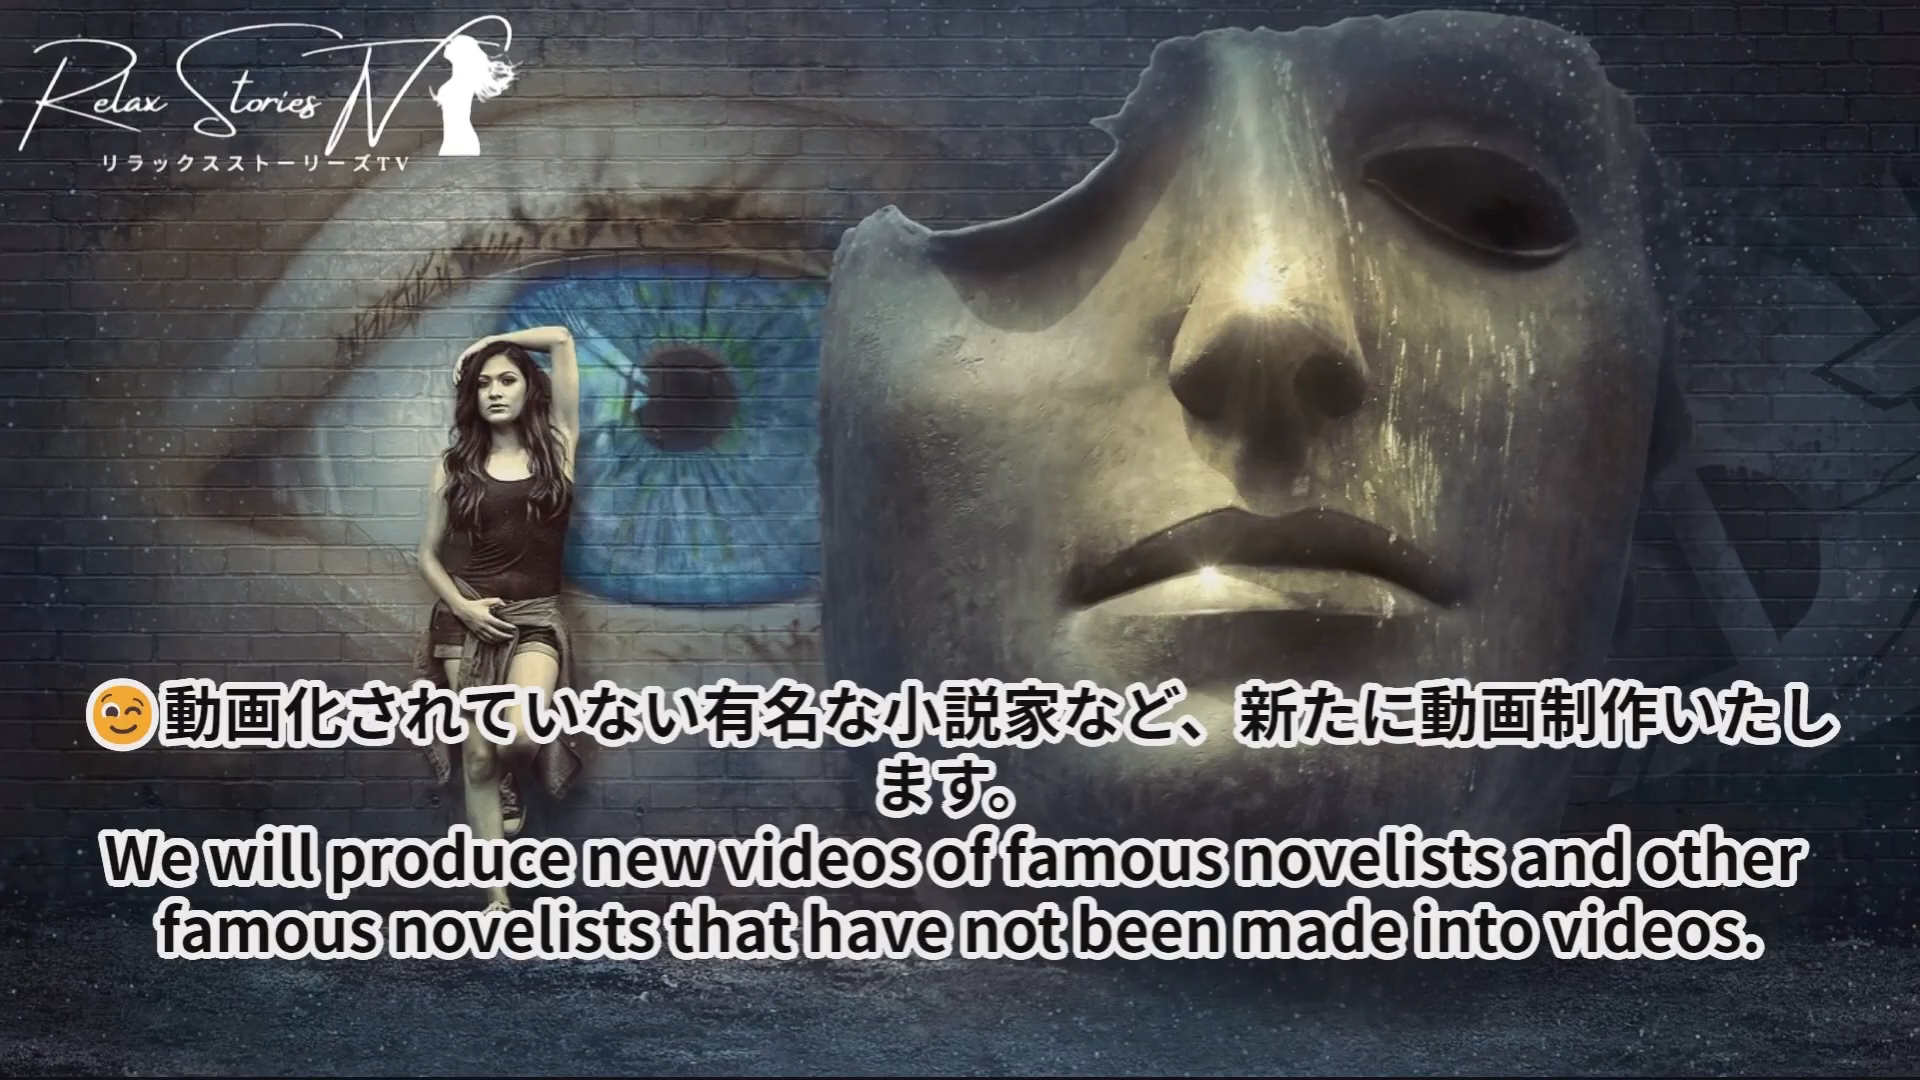 Relax Stories TV
リラックスストーリーズTV
😉動画化されていない有名な小説家など、新たに動画制作いたし
ます。
We will produce new videos of famous novelists and other
famous novelists that have not been made into videos.